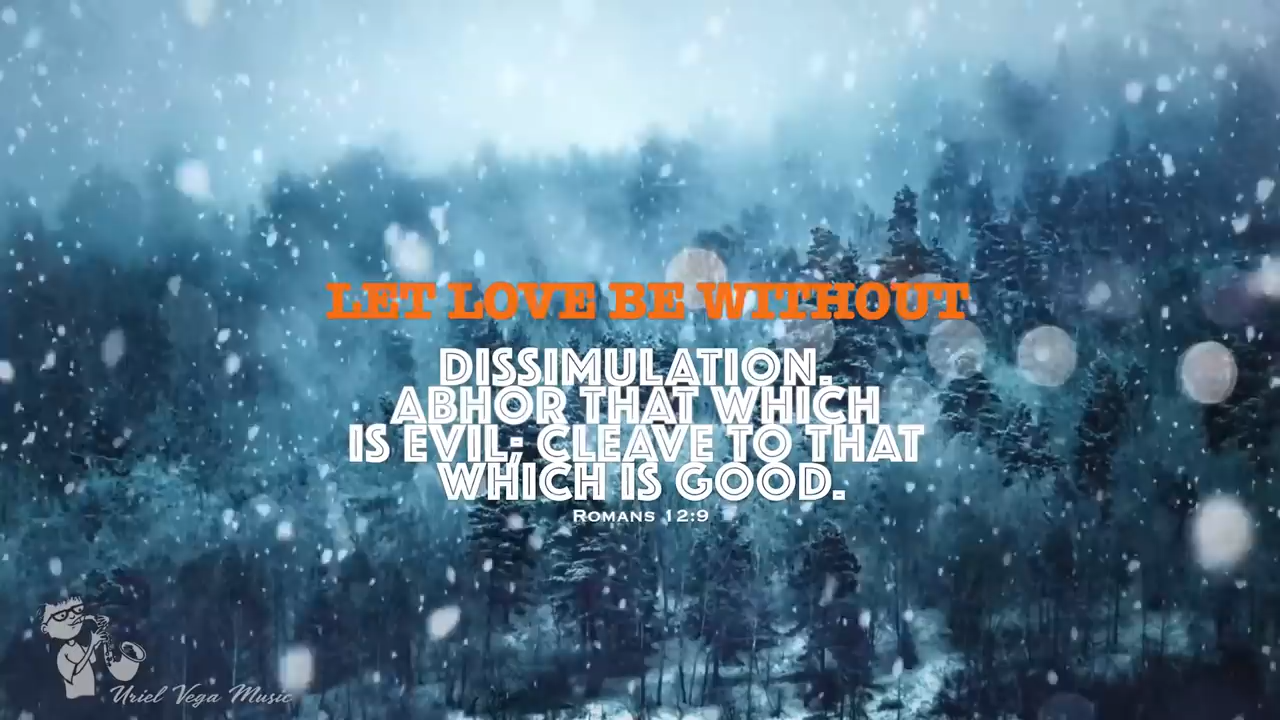 LET LOVE BE WITHOUT
DISSIMULATION.
ABHOR THAT WHICH
IS EVIL; CLEAVE TO THAT
WHICH IS GOOD.
ROMANS 12:9
Uriel Vega Music